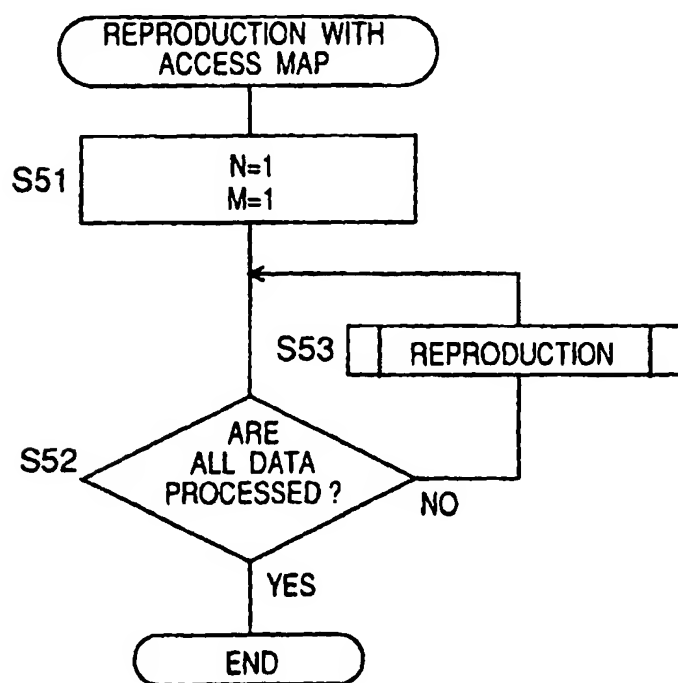 REPRODUCTION WITH
ACCESS MAP
S51
N=1
M=1
S53
REPRODUCTION
S52
ARE
ALL DATA
PROCESSED ?
NO
YES
END